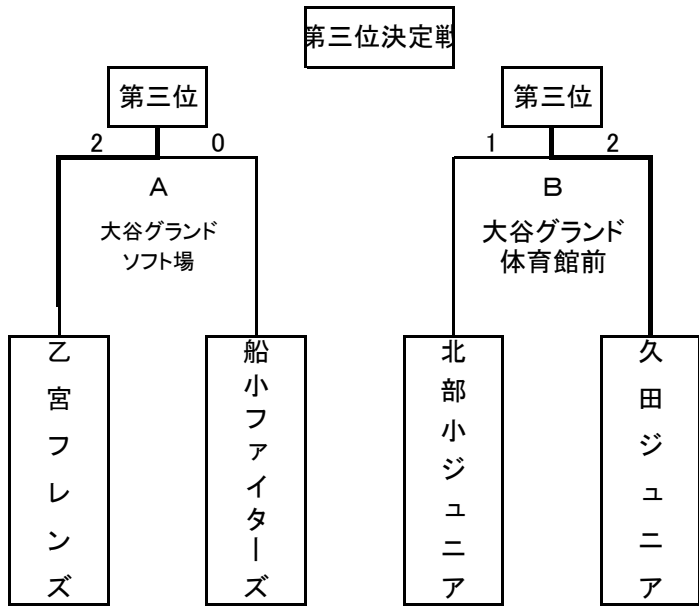 第三位決定戦
第三位
第三位
2 0
1 2
A
B
大谷グランド
ソフト場
大谷グランド
体育館前
乙宮フレンズ
船小ファイターズ
北部小ジュニア
久田ジュニア